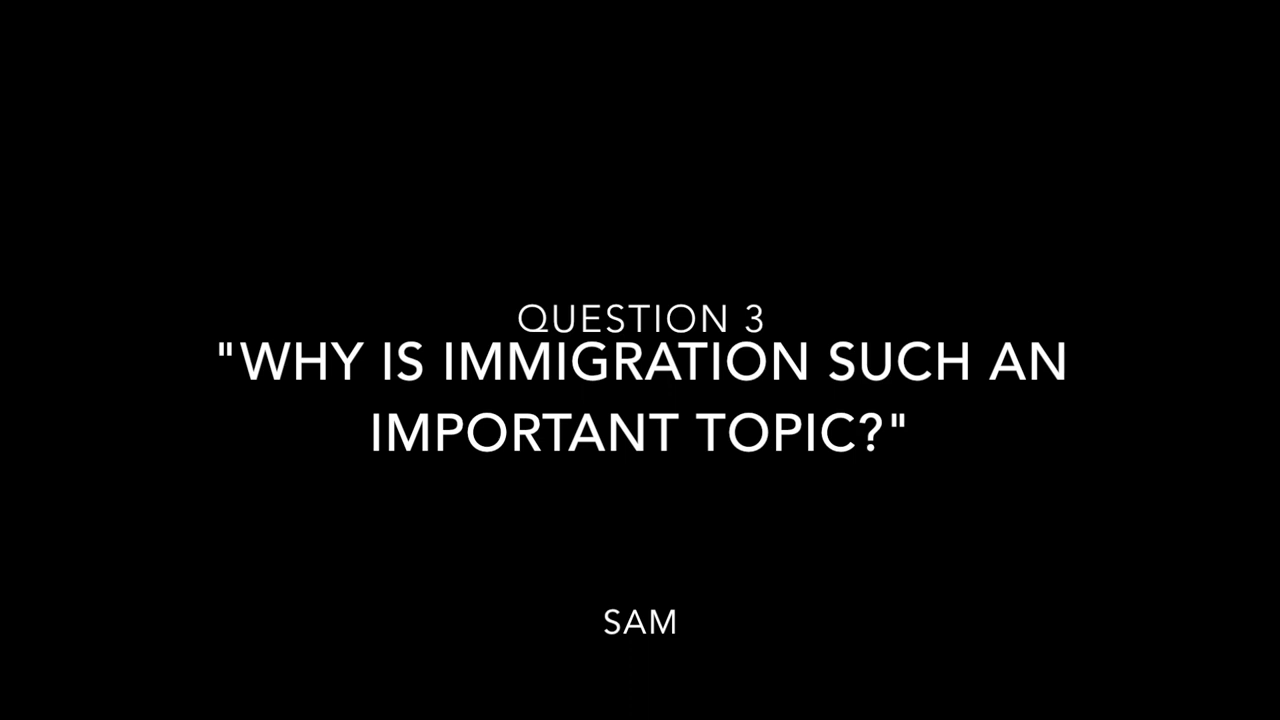 QUESTION 3
"WHY IS IMMIGRATION SUCH AN
IMPORTANT TOPIC?"
SAM